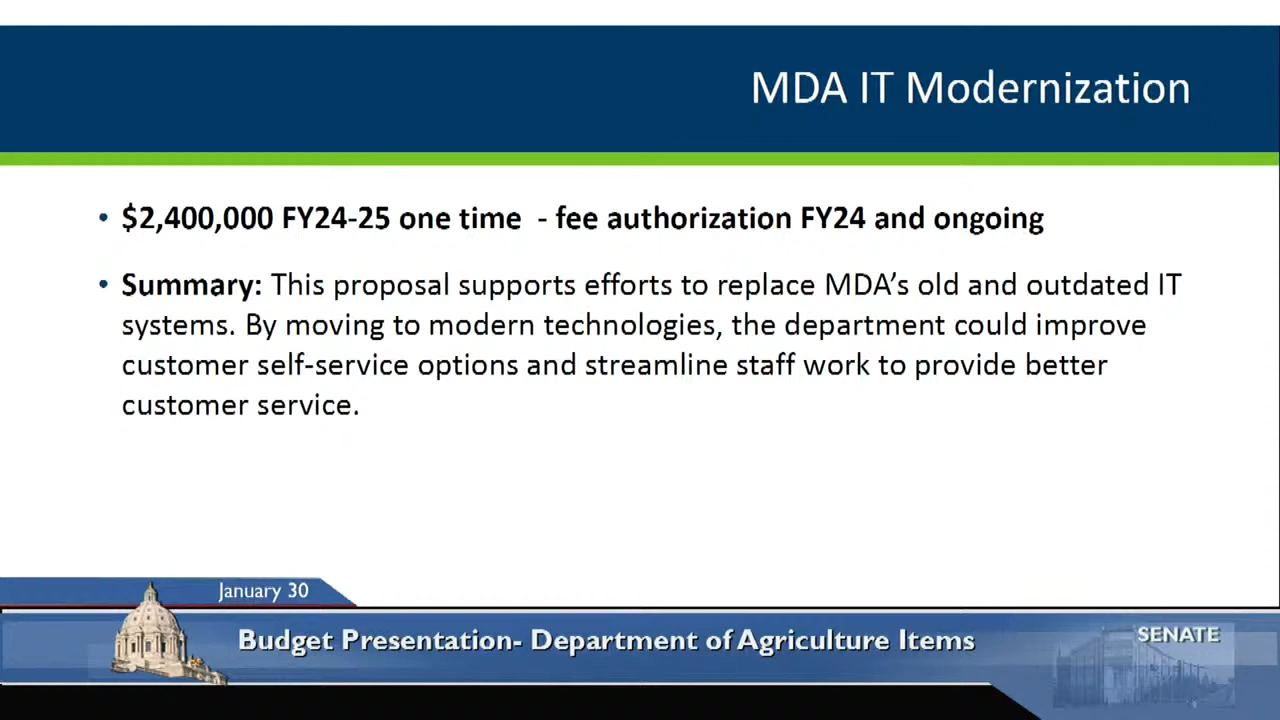 MDA IT Modernization
• $2,400,000 FY24-25 one time - fee authorization FY24 and ongoing
• Summary: This proposal supports efforts to replace MDA’s old and outdated IT
systems. By moving to modern technologies, the department could improve
customer self-service options and streamline staff work to provide better
customer service.
January 30
Budget Presentation- Department of Agriculture Items
SENATE